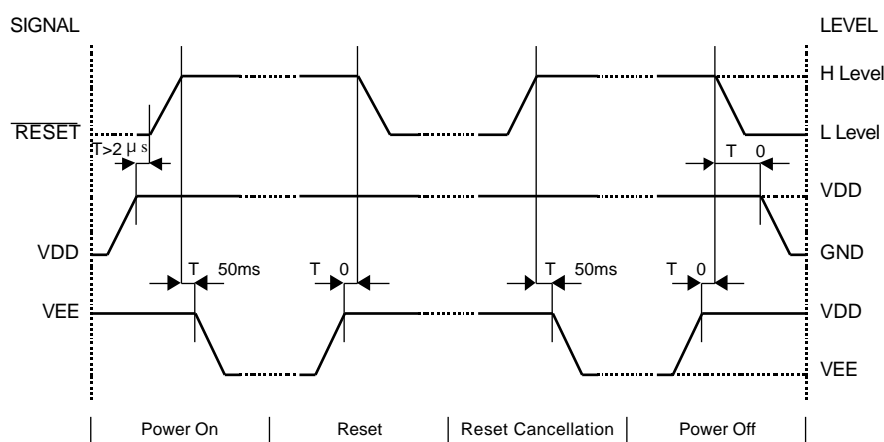 SIGNAL LEVEL
H Level
RESET L Level
T>2 μ s
T 0
VDD
VDD GND
T 50ms T 0 T 50ms T 0
VEE VDD
VEE
Power On Reset Reset Cancellation Power Off